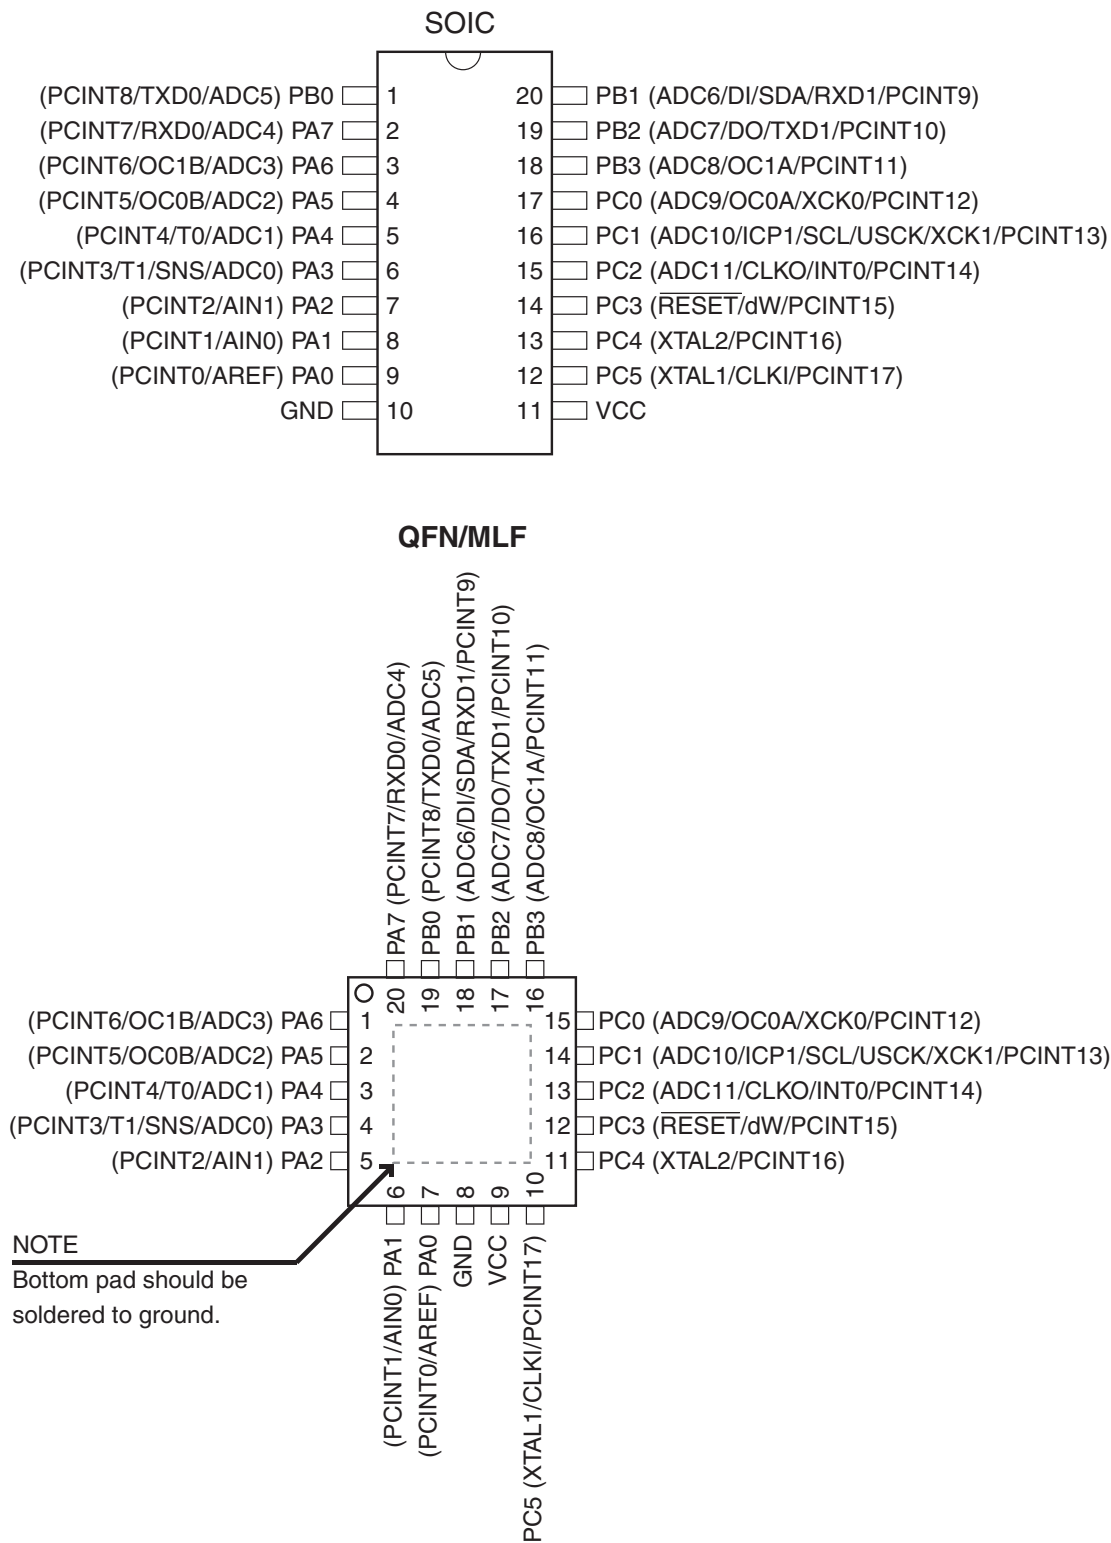 SOIC
(PCINT8/TXD0/ADC5) PB0 1 20 PB1 (ADC6/DI/SDA/RXD1/PCINT9)
(PCINT7/RXD0/ADC4) PA7 2 19 PB2 (ADC7/DO/TXD1/PCINT10)
(PCINT6/OC1B/ADC3) PA6 3 18 PB3 (ADC8/OC1A/PCINT11)
(PCINT5/OC0B/ADC2) PA5 4 17 PC0 (ADC9/OC0A/XCK0/PCINT12)
(PCINT4/T0/ADC1) PA4 5 16 PC1 (ADC10/ICP1/SCL/USCK/XCK1/PCINT13)
(PCINT3/T1/SNS/ADC0) PA3 6 15 PC2 (ADC11/CLKO/INT0/PCINT14)
(PCINT2/AIN1) PA2 7 14 PC3 (RESET/dW/PCINT15)
(PCINT1/AIN0) PA1 8 13 PC4 (XTAL2/PCINT16)
(PCINT0/AREF) PA0 9 12 PC5 (XTAL1/CLKI/PCINT17)
GND 10 11 VCC
QFN/MLF
PA7 (PCINT7/RXD0/ADC4)
PB0 (PCINT8/TXD0/ADC5)
PB1 (ADC6/DI/SDA/RXD1/PCINT9)
PB2 (ADC7/DO/TXD1/PCINT10)
PB3 (ADC8/OC1A/PCINT11)
20 19 18 17 16
(PCINT6/OC1B/ADC3) PA6 1 15 PC0 (ADC9/OC0A/XCK0/PCINT12)
(PCINT5/OC0B/ADC2) PA5 2 14 PC1 (ADC10/ICP1/SCL/USCK/XCK1/PCINT13)
(PCINT4/T0/ADC1) PA4 3 13 PC2 (ADC11/CLKO/INT0/PCINT14)
(PCINT3/T1/SNS/ADC0) PA3 4 12 PC3 (RESET/dW/PCINT15)
(PCINT2/AIN1) PA2 5 11 PC4 (XTAL2/PCINT16)
6 7 8 9 10
(PCINT1/AIN0) PA1
(PCINT0/AREF) PA0
GND
VCC
PC5 (XTAL1/CLKI/PCINT17)
NOTE
Bottom pad should be
soldered to ground.